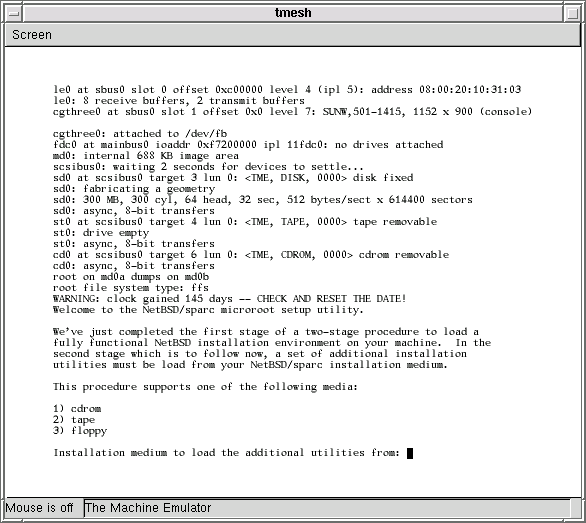 tmesh
Screen
le0 at sbus0 slot 0 offset 0xc00000 level 4 (ipl 5): address 08:00:20:10:31:03
le0: 8 receive buffers, 2 transmit buffers
cgthree0 at sbus0 slot 1 offset 0x0 level 7: SUNW,501-1415, 1152 x 900 (console)
cgthree0: attached to /dev/fb
fdc0 at mainbus0 ioaddr 0xf7200000 ipl 11fdc0: no drives attached
md0: internal 688 KB image area
scsibus0: waiting 2 seconds for devices to settle...
sd0 at scsibus0 target 3 lun 0: <TME, DISK, 0000> disk fixed
sd0: fabricating a geometry
sd0: 300 MB, 300 cyl, 64 head, 32 sec, 512 bytes/sect x 614400 sectors
sd0: async, 8-bit transfers
st0 at scsibus0 target 4 lun 0: <TME, TAPE, 0000> tape removable
st0: drive empty
st0: async, 8-bit transfers
cd0 at scsibus0 target 6 lun 0: <TME, CDROM, 0000> cdrom removable
cd0: async, 8-bit transfers
root on md0a dumps on md0b
root file system type: ffs
WARNING: clock gained 145 days -- CHECK AND RESET THE DATE!
Welcome to the NetBSD/sparc microroot setup utility.
We've just completed the first stage of a two-stage procedure to load a
fully functional NetBSD installation environment on your machine.  In the
second stage which is to follow now, a set of additional installation
utilities must be load from your NetBSD/sparc installation medium.
This procedure supports one of the following media:
1) cdrom
2) tape
3) floppy
Installation medium to load the additional utilities from:
Mouse is off The Machine Emulator